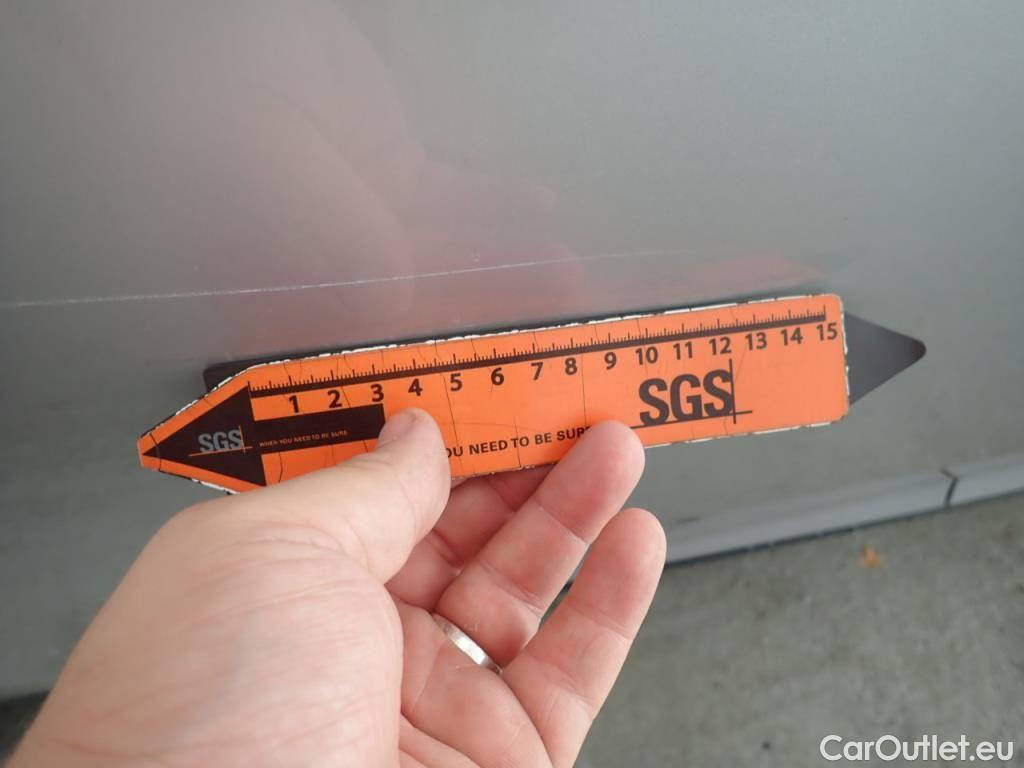 1 2 3 4 5 6 7 8 9 10 11 12 13 14 15
SGS
SGS WHEN YOU NEED TO BE SURE
YOU NEED TO BE SURE
CarOutlet.eu